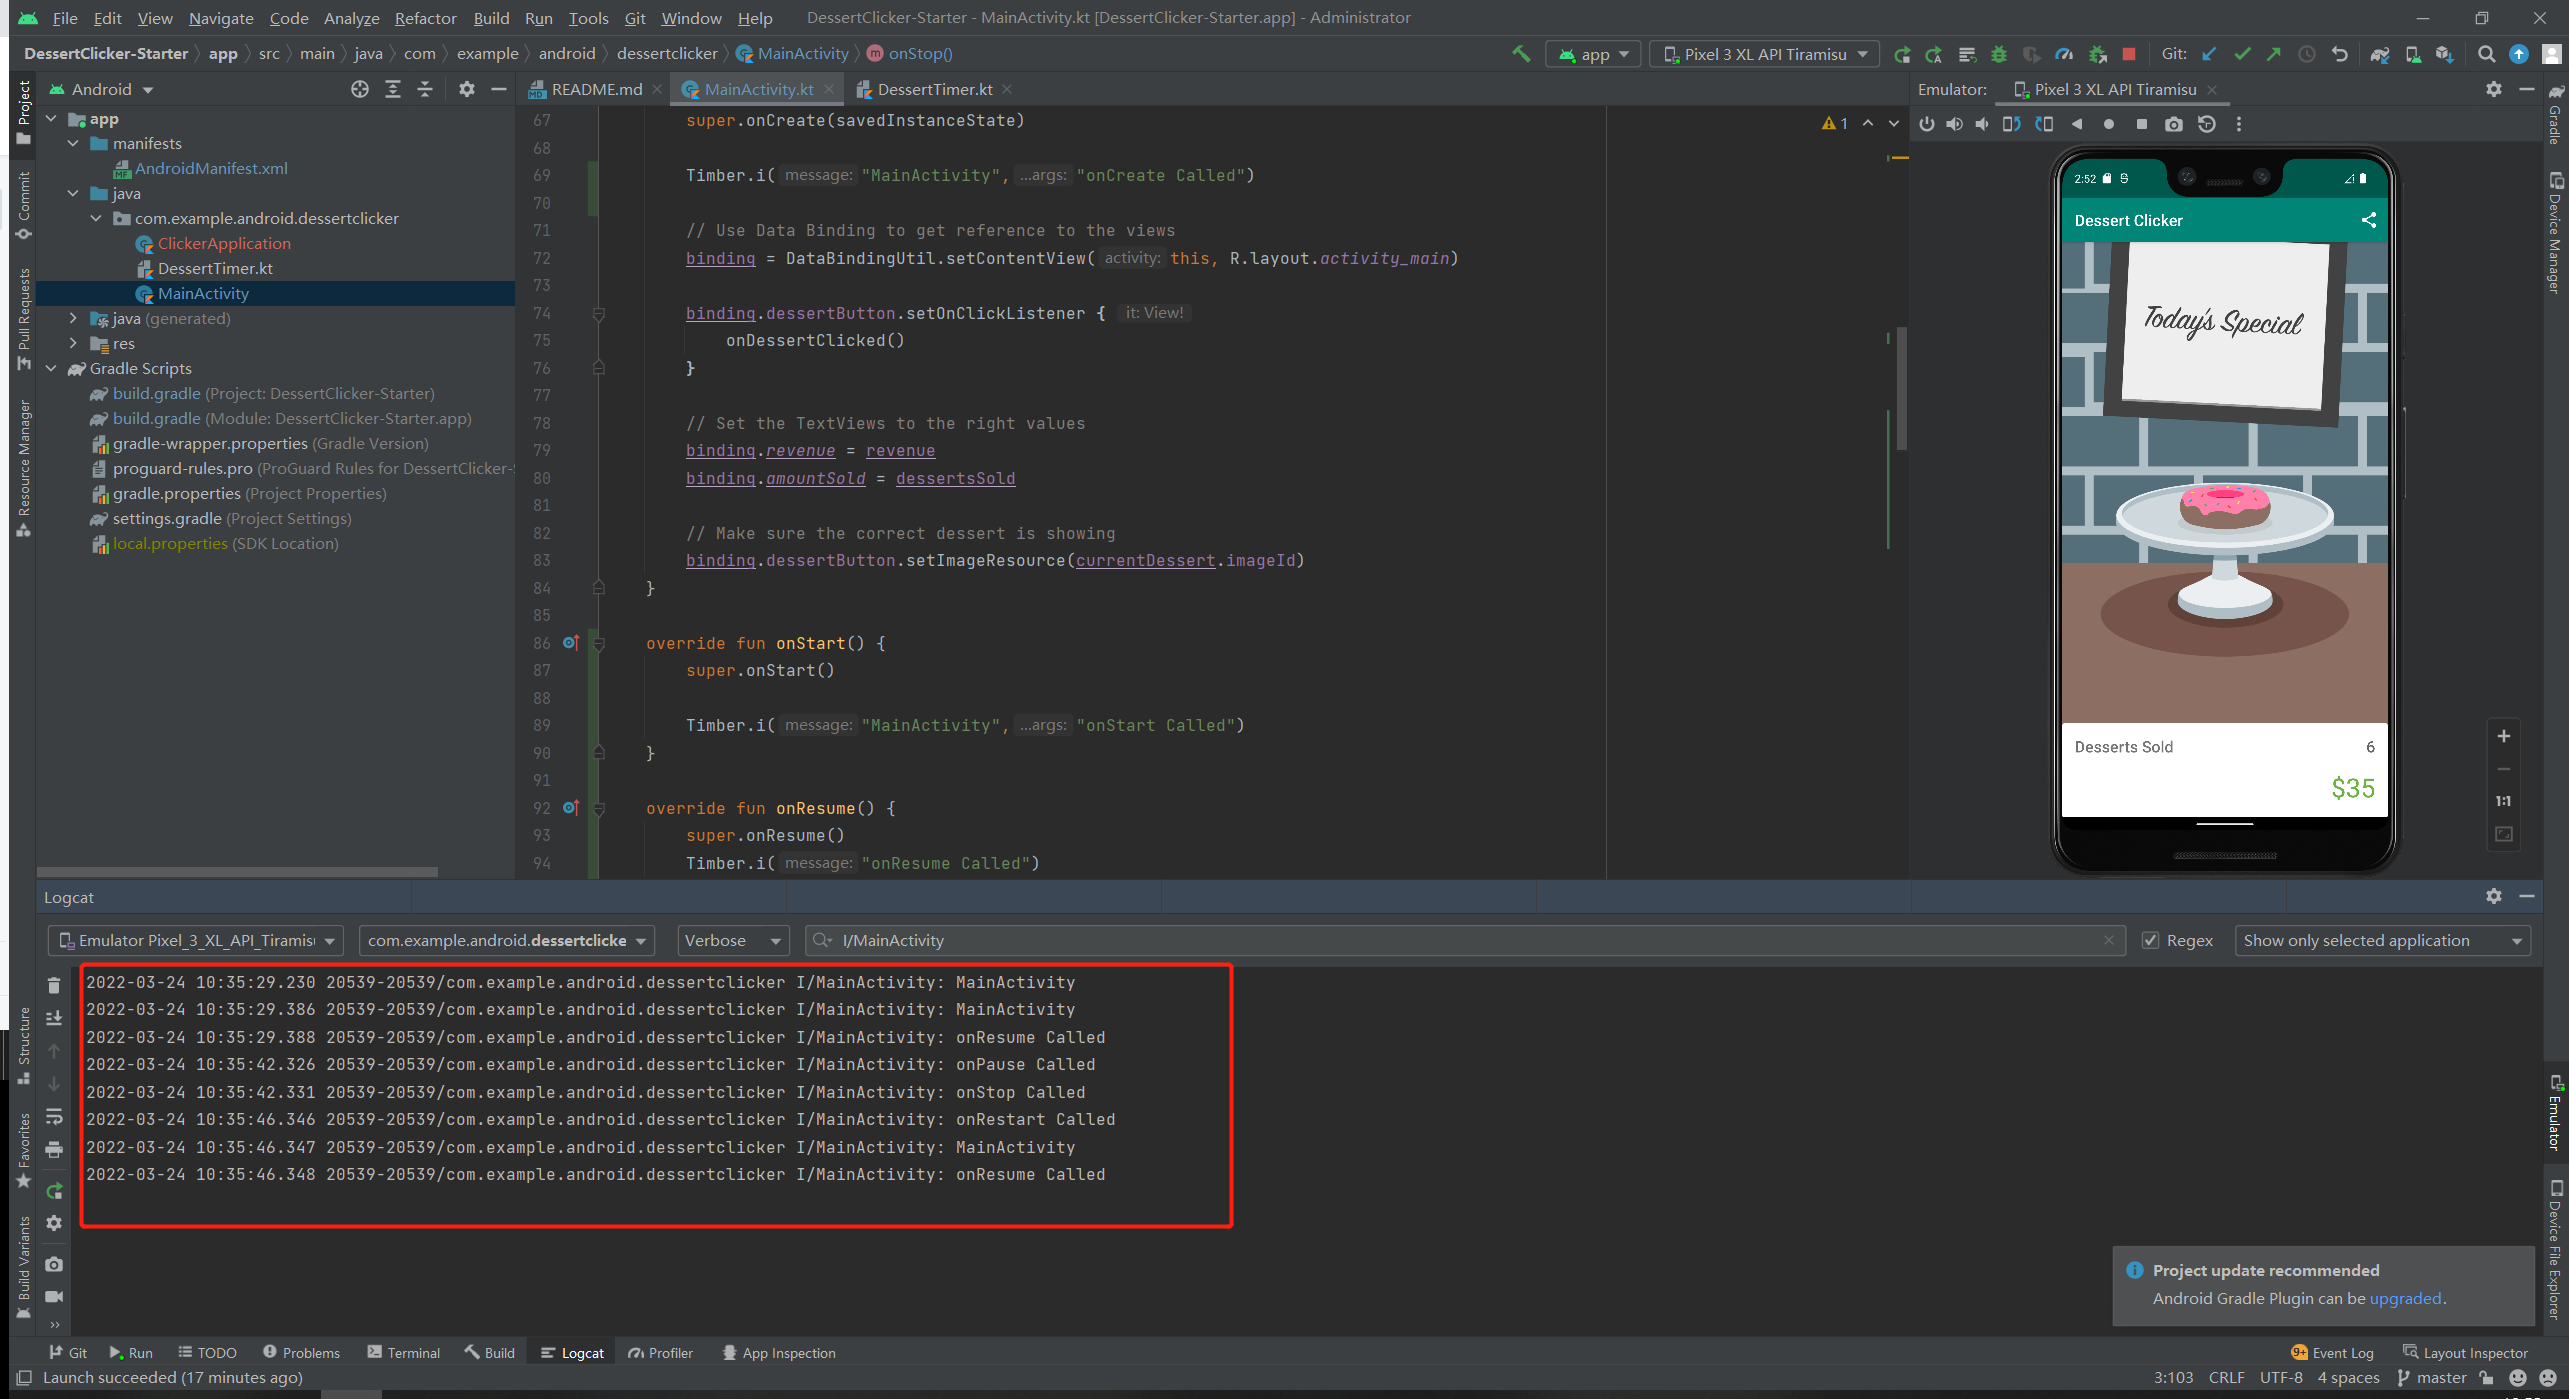 File Edit View Navigate Code Analyze Refactor Build Run Tools Git Window Help DessertClicker-Starter - MainActivity.kt [DessertClicker-Starter.app] - Administrator
DessertClicker-Starter app src main java com example android dessertclicker MainActivity onStop()
app Pixel 3 XL API Tiramisu Git:
Project
Commit
Pull Requests
Resource Manager
Structure
Favorites
Build Variants
Android
app
manifests
AndroidManifest.xml
java
com.example.android.dessertclicker
ClickerApplication
DessertTimer.kt
MainActivity
java (generated)
res
Gradle Scripts
build.gradle (Project: DessertClicker-Starter)
build.gradle (Module: DessertClicker-Starter.app)
gradle-wrapper.properties (Gradle Version)
proguard-rules.pro (ProGuard Rules for DessertClicker-
gradle.properties (Project Properties)
settings.gradle (Project Settings)
local.properties (SDK Location)
README.md MainActivity.kt DessertTimer.kt
1
67 super.onCreate(savedInstanceState)
68
69 Timber.i( message: "MainActivity", ...args: "onCreate Called")
70
71 // Use Data Binding to get reference to the views
72 binding = DataBindingUtil.setContentView( activity: this, R.layout.activity_main)
73
74 binding.dessertButton.setOnClickListener { it: View!
75 onDessertClicked()
76 }
77
78 // Set the TextViews to the right values
79 binding.revenue = revenue
80 binding.amountSold = dessertsSold
81
82 // Make sure the correct dessert is showing
83 binding.dessertButton.setImageResource(currentDessert.imageId)
84 }
85
86 override fun onStart() {
87 super.onStart()
88
89 Timber.i( message: "MainActivity", ...args: "onStart Called")
90 }
91
92 override fun onResume() {
93 super.onResume()
94 Timber.i( message: "onResume Called")
Emulator: Pixel 3 XL API Tiramisu
2:52
Dessert Clicker
Today's Special
Desserts Sold 6
$35
1:1
Gradle
Device Manager
Emulator
Device File Explorer
Logcat
Emulator Pixel_3_XL_API_Tiramis com.example.android.dessertclicke Verbose I/MainActivity Regex Show only selected application
2022-03-24 10:35:29.230 20539-20539/com.example.android.dessertclicker I/MainActivity: MainActivity
2022-03-24 10:35:29.386 20539-20539/com.example.android.dessertclicker I/MainActivity: MainActivity
2022-03-24 10:35:29.388 20539-20539/com.example.android.dessertclicker I/MainActivity: onResume Called
2022-03-24 10:35:42.326 20539-20539/com.example.android.dessertclicker I/MainActivity: onPause Called
2022-03-24 10:35:42.331 20539-20539/com.example.android.dessertclicker I/MainActivity: onStop Called
2022-03-24 10:35:46.346 20539-20539/com.example.android.dessertclicker I/MainActivity: onRestart Called
2022-03-24 10:35:46.347 20539-20539/com.example.android.dessertclicker I/MainActivity: MainActivity
2022-03-24 10:35:46.348 20539-20539/com.example.android.dessertclicker I/MainActivity: onResume Called
Project update recommended
Android Gradle Plugin can be upgraded.
Git Run TODO Problems Terminal Build Logcat Profiler App Inspection 9+ Event Log Layout Inspector
Launch succeeded (17 minutes ago) 3:103 CRLF UTF-8 4 spaces master